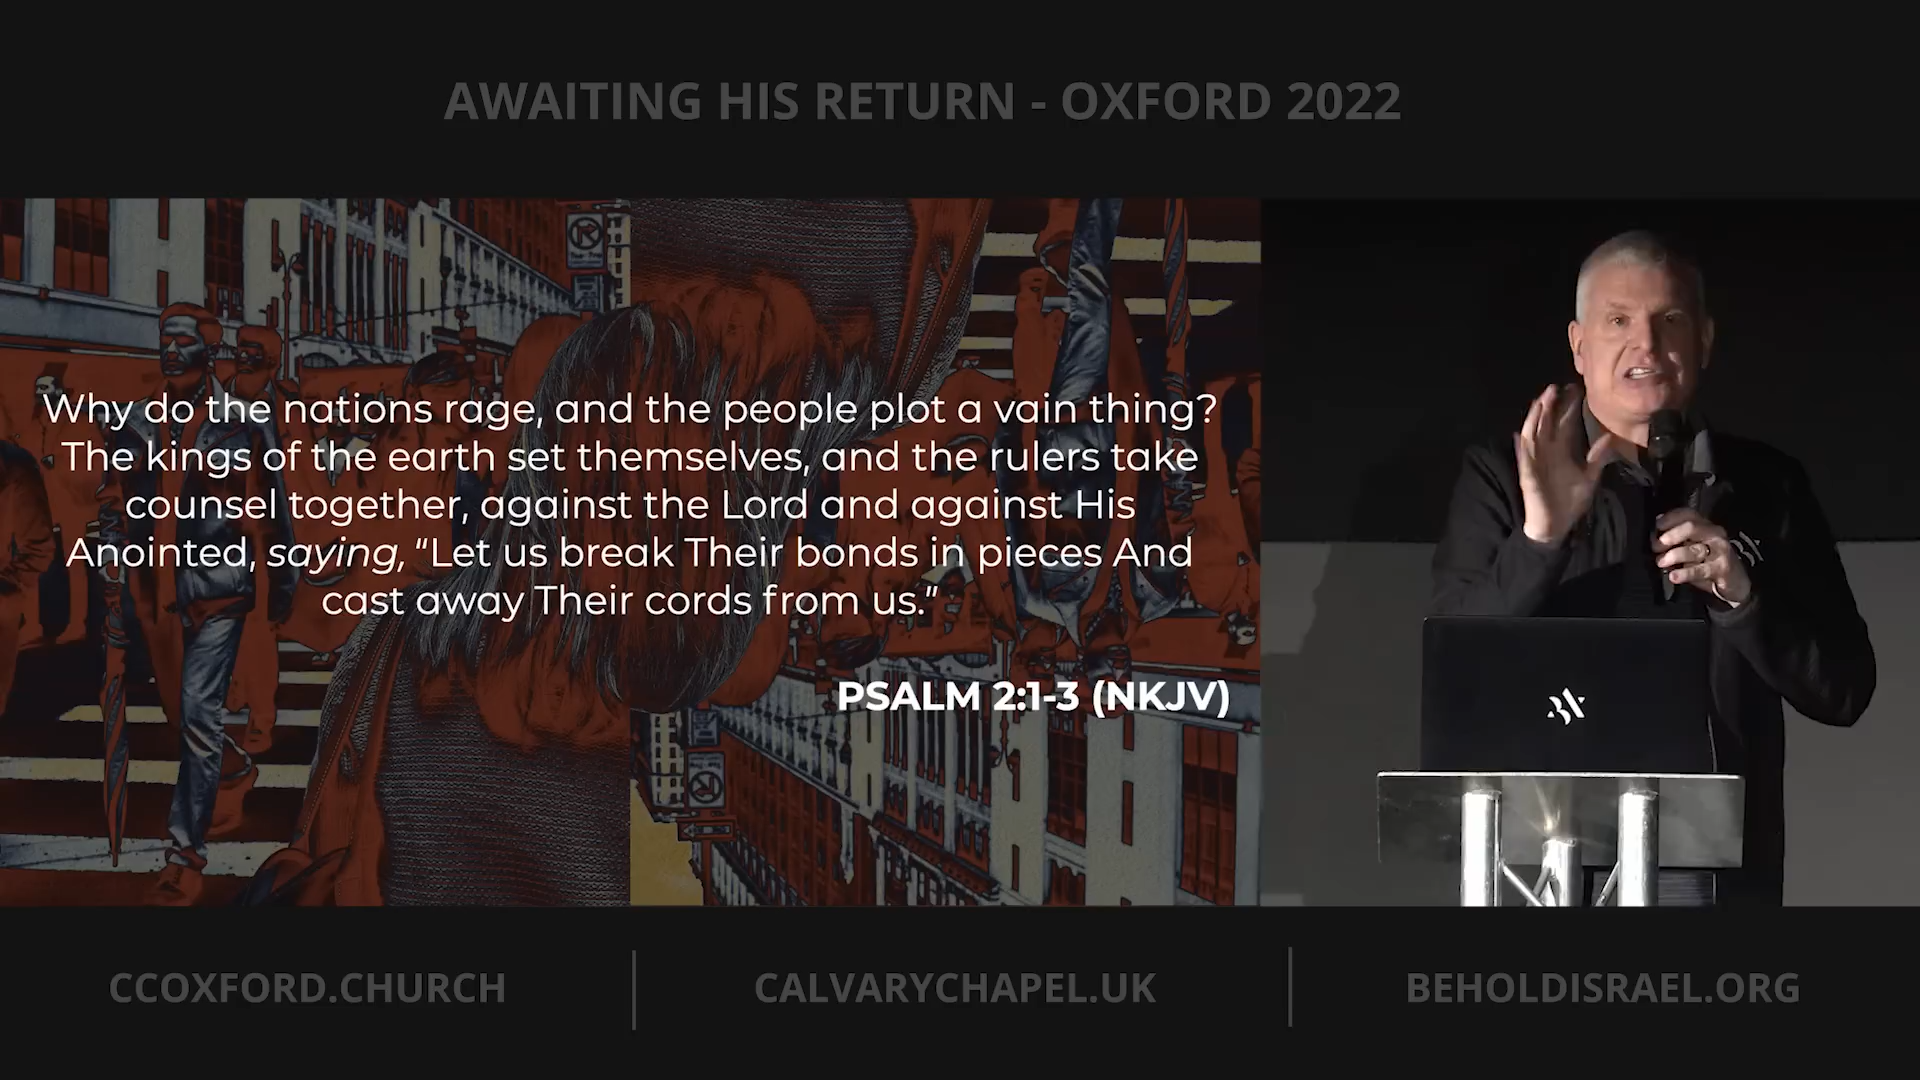 AWAITING HIS RETURN - OXFORD 2022
Why do the nations rage, and the people plot a vain thing?
The kings of the earth set themselves, and the rulers take
counsel together, against the Lord and against His
Anointed, saying, “Let us break Their bonds in pieces And
cast away Their cords from us.”
PSALM 2:1-3 (NKJV)
CCOXFORD.CHURCH
CALVARYCHAPEL.UK
BEHOLDISRAEL.ORG